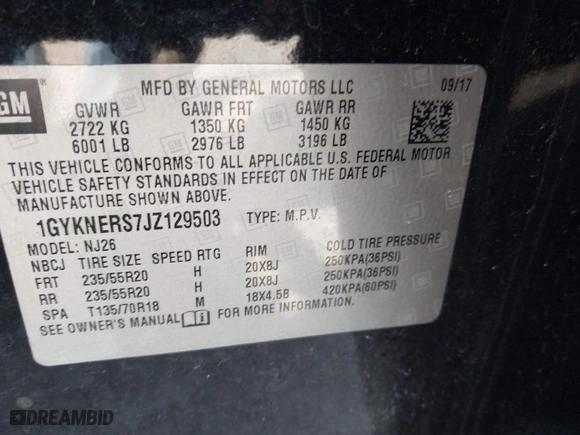 GM
MFD BY GENERAL MOTORS LLC 09/17
GVWR GAWR FRT GAWR RR
2722 KG 1350 KG 1450 KG
6001 LB 2976 LB 3196 LB
THIS VEHICLE CONFORMS TO ALL APPLICABLE U.S. FEDERAL MOTOR
VEHICLE SAFETY STANDARDS IN EFFECT ON THE DATE OF
MANUFACTURE SHOWN ABOVE.
1GYKNERS7JZ129503 TYPE: M.P.V.
MODEL: NJ26
NBCJ TIRE SIZE SPEED RTG RIM COLD TIRE PRESSURE
FRT 235/55R20 H 20X8J 250KPA(36PSI)
RR 235/55R20 H 20X8J 250KPA(36PSI)
SPA T135/70R18 M 18X4.5B 420KPA(60PSI)
SEE OWNER'S MANUAL FOR MORE INFORMATION.
DREAMBID